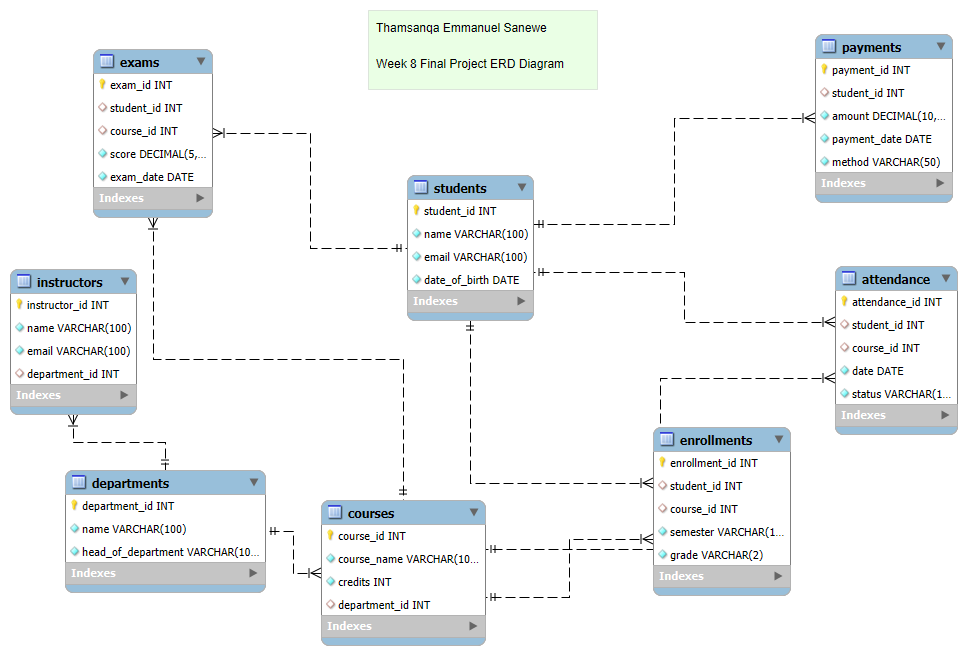 Thamsanqa Emmanuel Sanewe
Week 8 Final Project ERD Diagram
exams
exam_id INT
student_id INT
course_id INT
score DECIMAL(5,...
exam_date DATE
Indexes
payments
payment_id INT
student_id INT
amount DECIMAL(10,...
payment_date DATE
method VARCHAR(50)
Indexes
students
student_id INT
name VARCHAR(100)
email VARCHAR(100)
date_of_birth DATE
Indexes
instructors
instructor_id INT
name VARCHAR(100)
email VARCHAR(100)
department_id INT
Indexes
attendance
attendance_id INT
student_id INT
course_id INT
date DATE
status VARCHAR(1...
Indexes
departments
department_id INT
name VARCHAR(100)
head_of_department VARCHAR(10...
Indexes
courses
course_id INT
course_name VARCHAR(10...
credits INT
department_id INT
Indexes
enrollments
enrollment_id INT
student_id INT
course_id INT
semester VARCHAR(1...
grade VARCHAR(2)
Indexes